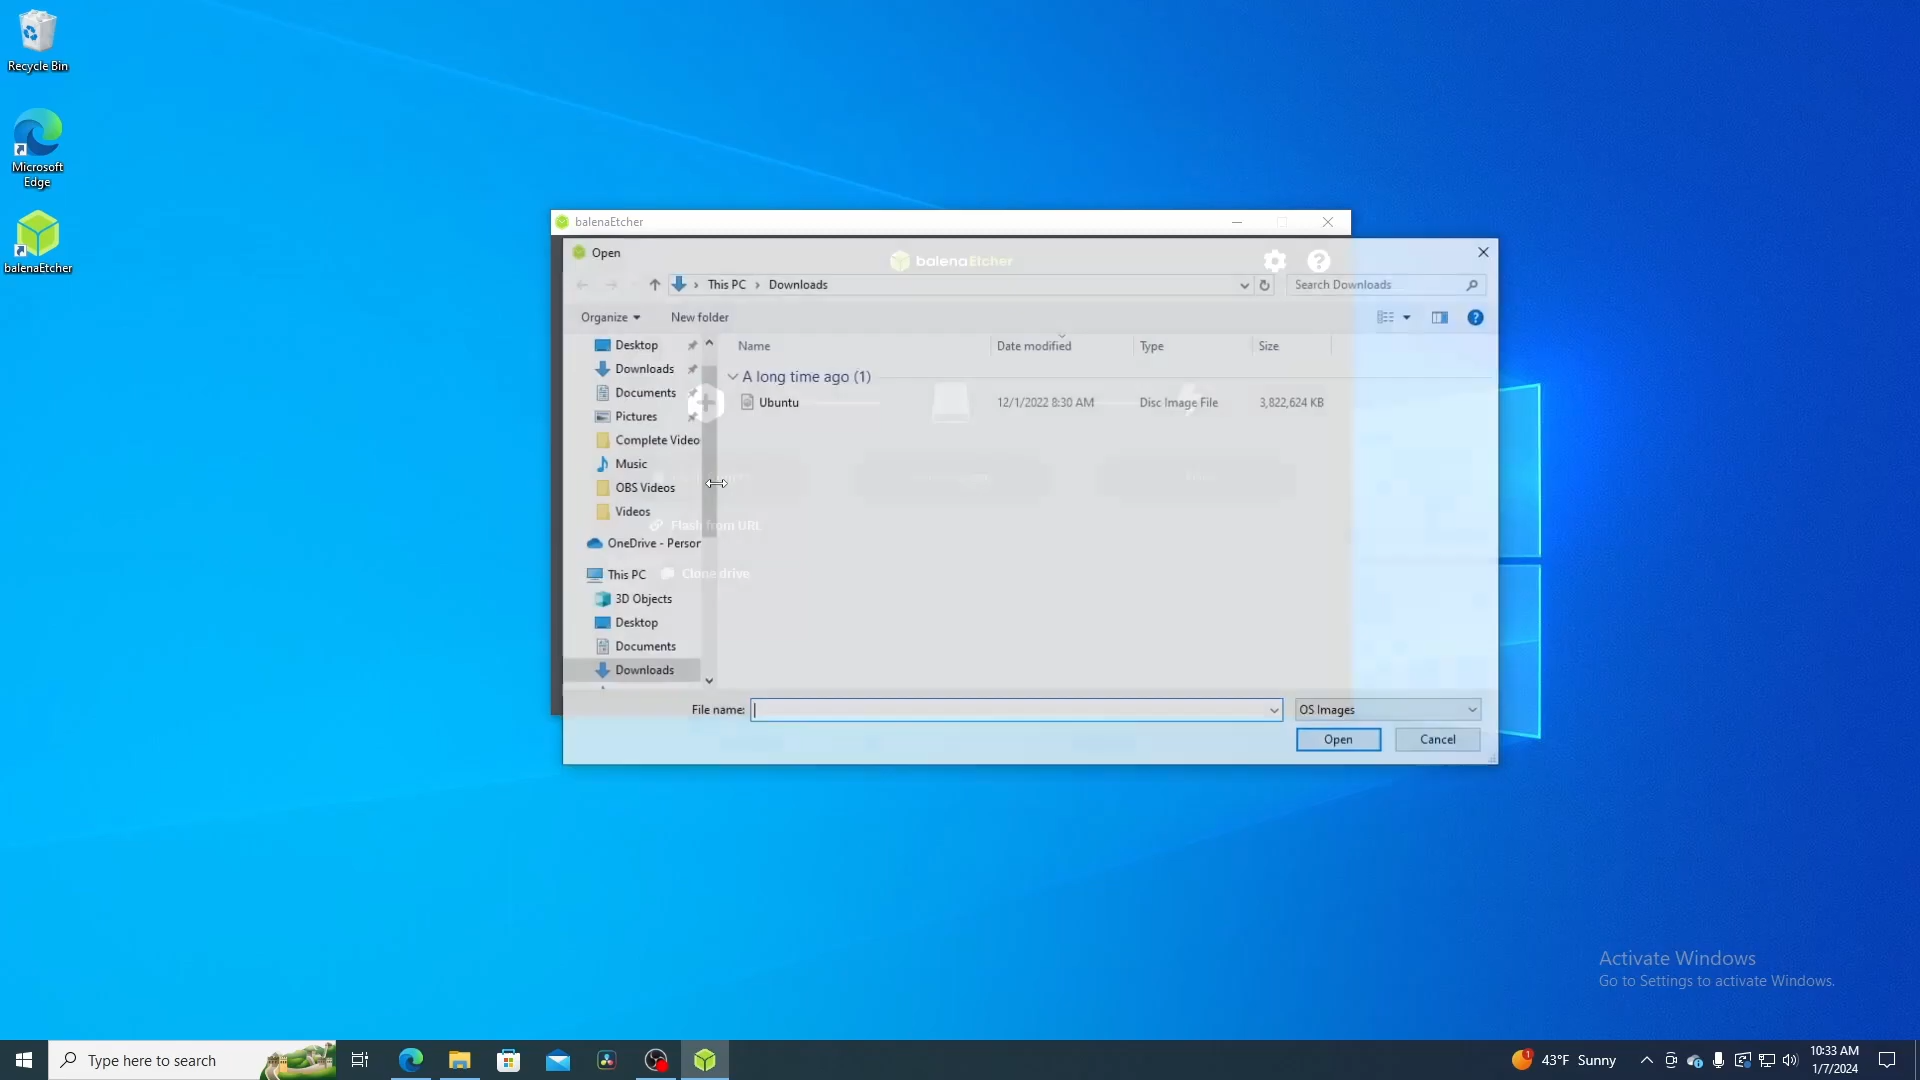 Recycle Bin
Microsoft
Edge
balenaEtcher
balenaEtcher
Open
balenaEtcher
This PC
Downloads
Search Downloads
Organize
New folder
Name
Date modified
Type
Size
A long time ago (1)
Ubuntu
12/1/2022 8:30 AM
Disc Image File
3,822,624 KB
Desktop
Downloads
Documents
Pictures
Complete Video
Music
OBS Videos
Videos
OneDrive - Person
This PC
3D Objects
Desktop
Documents
Downloads
Flash from URL
Clone drive
File name:
OS Images
Open
Cancel
Activate Windows
Go to Settings to activate Windows.
Type here to search
1
43°F Sunny
10:33 AM
1/7/2024